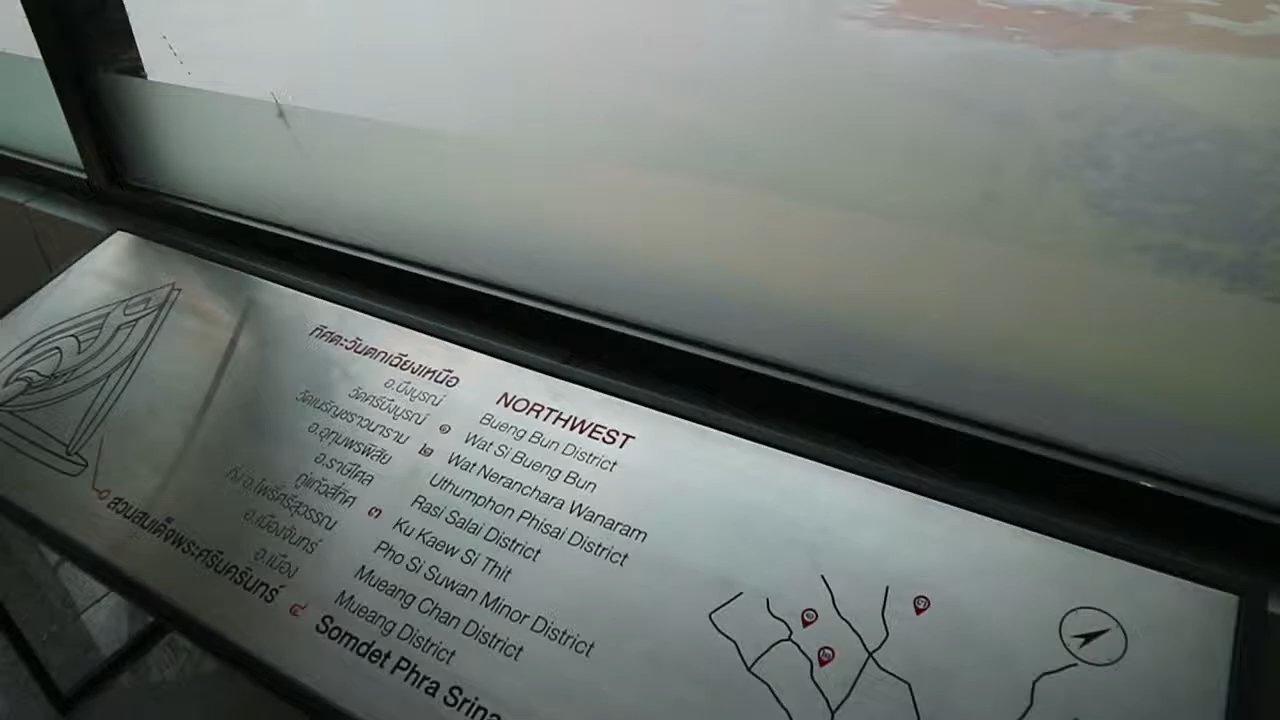 ทิศตะวันตกเฉียงเหนือ
อ.บึงบูรณ์
วัดศรีบึงบูรณ์ ๑
วัดเนรัญชราวนาราม ๒
อ.อุทุมพรพิสัย
อ.ราษีไศล
กู่แก้วสี่ทิศ ๓
กิ่ง อ.โพธิ์ศรีสุวรรณ
อ.เมืองจันทร์
อ.เมือง
สวนสมเด็จพระศรีนครินทร์ ๔
NORTHWEST
Bueng Bun District
Wat Si Bueng Bun
Wat Neranchara Wanaram
Uthumphon Phisai District
Rasi Salai District
Ku Kaew Si Thit
Pho Si Suwan Minor District
Mueang Chan District
Mueang District
Somdet Phra Srina